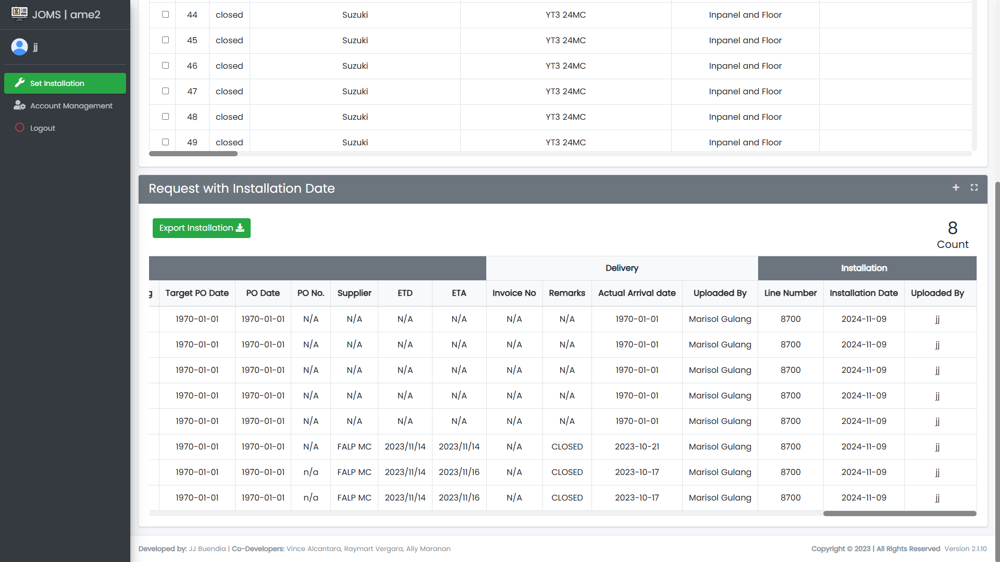 JOMS | ame2
jj
Set Installation
Account Management
Logout
44 closed Suzuki YT3 24MC Inpanel and Floor
45 closed Suzuki YT3 24MC Inpanel and Floor
46 closed Suzuki YT3 24MC Inpanel and Floor
47 closed Suzuki YT3 24MC Inpanel and Floor
48 closed Suzuki YT3 24MC Inpanel and Floor
49 closed Suzuki YT3 24MC Inpanel and Floor
Request with Installation Date
Export Installation
8
Count
Delivery Installation
g Target PO Date PO Date PO No. Supplier ETD ETA Invoice No Remarks Actual Arrival date Uploaded By Line Number Installation Date Uploaded By
1970-01-01 1970-01-01 N/A N/A N/A N/A N/A N/A 1970-01-01 Marisol Gulang 8700 2024-11-09 jj
1970-01-01 1970-01-01 N/A N/A N/A N/A N/A N/A 1970-01-01 Marisol Gulang 8700 2024-11-09 jj
1970-01-01 1970-01-01 N/A N/A N/A N/A N/A N/A 1970-01-01 Marisol Gulang 8700 2024-11-09 jj
1970-01-01 1970-01-01 N/A N/A N/A N/A N/A N/A 1970-01-01 Marisol Gulang 8700 2024-11-09 jj
1970-01-01 1970-01-01 N/A N/A N/A N/A N/A N/A 1970-01-01 Marisol Gulang 8700 2024-11-09 jj
1970-01-01 1970-01-01 N/A FALP MC 2023/11/14 2023/11/14 N/A CLOSED 2023-10-21 Marisol Gulang 8700 2024-11-09 jj
1970-01-01 1970-01-01 n/a FALP MC 2023/11/14 2023/11/16 N/A CLOSED 2023-10-17 Marisol Gulang 8700 2024-11-09 jj
1970-01-01 1970-01-01 n/a FALP MC 2023/11/14 2023/11/16 N/A CLOSED 2023-10-17 Marisol Gulang 8700 2024-11-09 jj
Developed by: JJ Buendia | Co-Developers: Vince Alcantara, Raymart Vergara, Ally Maranan
Copyright © 2023 | All Rights Reserved Version 2.1.10